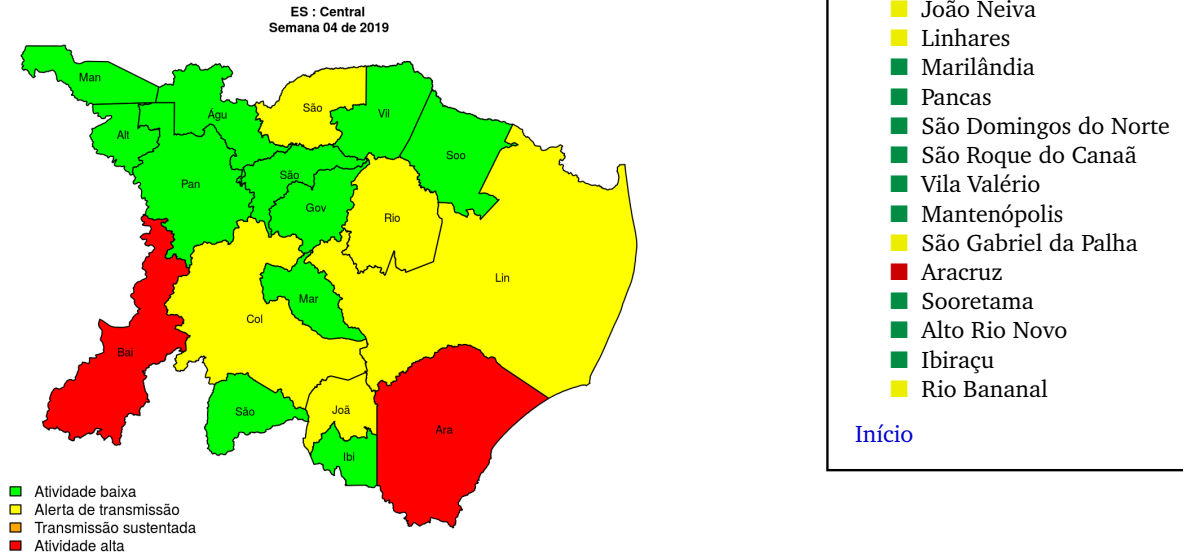 ES : Central
Semana 04 de 2019
Man
Alt
Águ
São
Vil
Soo
Pan
São
Gov
Rio
Lin
Mar
Col
Bai
São
Joã
Ibi
Ara
Atividade baixa
Alerta de transmissão
Transmissão sustentada
Atividade alta
João Neiva
Linhares
Marilândia
Pancas
São Domingos do Norte
São Roque do Canaã
Vila Valério
Mantenópolis
São Gabriel da Palha
Aracruz
Sooretama
Alto Rio Novo
Ibiraçu
Rio Bananal
Início